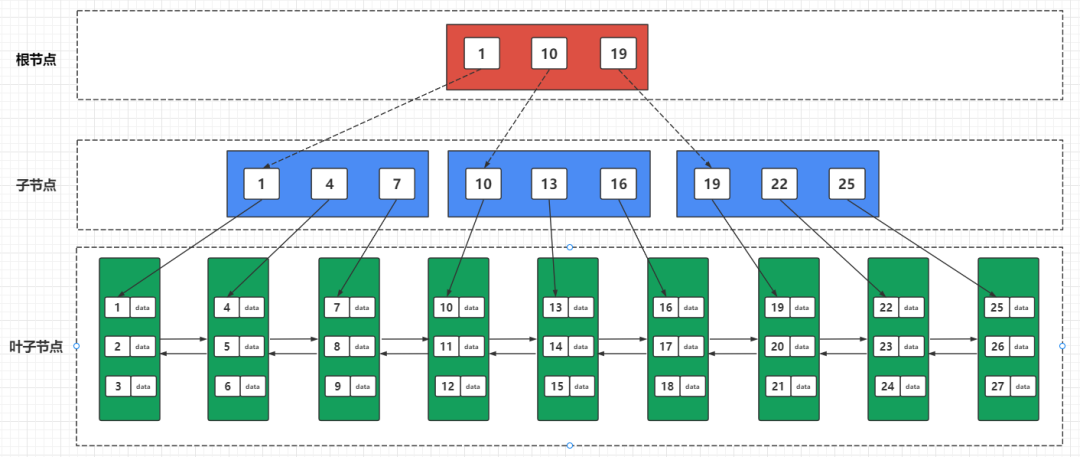 根节点
1 10 19
子节点
1 4 7 10 13 16 19 22 25
叶子节点
1 data 4 data 7 data 10 data 13 data 16 data 19 data 22 data 25 data
2 data 5 data 8 data 11 data 14 data 17 data 20 data 23 data 26 data
3 data 6 data 9 data 12 data 15 data 18 data 21 data 24 data 27 data